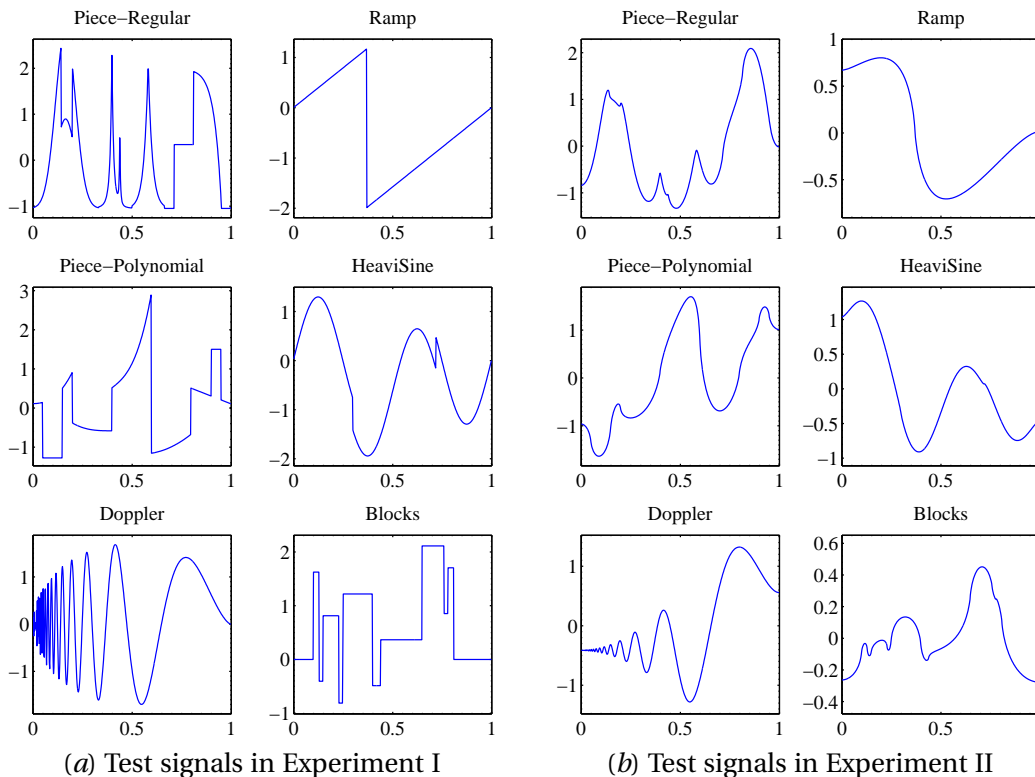 Piece−Regular
2
1
0
−1
0 0.5 1
Ramp
1
0
−1
−2
0 0.5 1
Piece−Polynomial
3
2
1
0
−1
0 0.5 1
HeaviSine
1
0
−1
−2
0 0.5 1
Doppler
1
0
−1
0 0.5 1
Blocks
2
1
0
−1
0 0.5 1
(a) Test signals in Experiment I
Piece−Regular
2
1
0
−1
0 0.5 1
Ramp
1
0.5
0
−0.5
0 0.5
Piece−Polynomial
1
0
−1
0 0.5 1
HeaviSine
1
0.5
0
−0.5
−1
0 0.5
Doppler
1
0
−1
0 0.5 1
Blocks
0.6
0.4
0.2
0
−0.2
−0.4
0 0.5
(b) Test signals in Experiment II